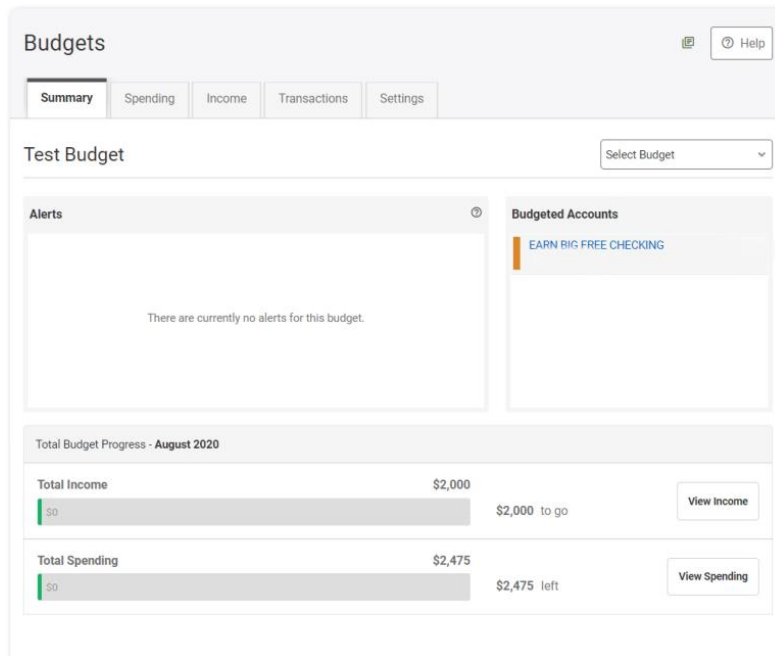 Budgets
Help
Summary Spending Income Transactions Settings
Test Budget
Select Budget
Alerts
There are currently no alerts for this budget.
Budgeted Accounts
EARN BIG FREE CHECKING
Total Budget Progress - August 2020
Total Income $2,000
$0
$2,000 to go
View Income
Total Spending $2,475
$0
$2,475 left
View Spending